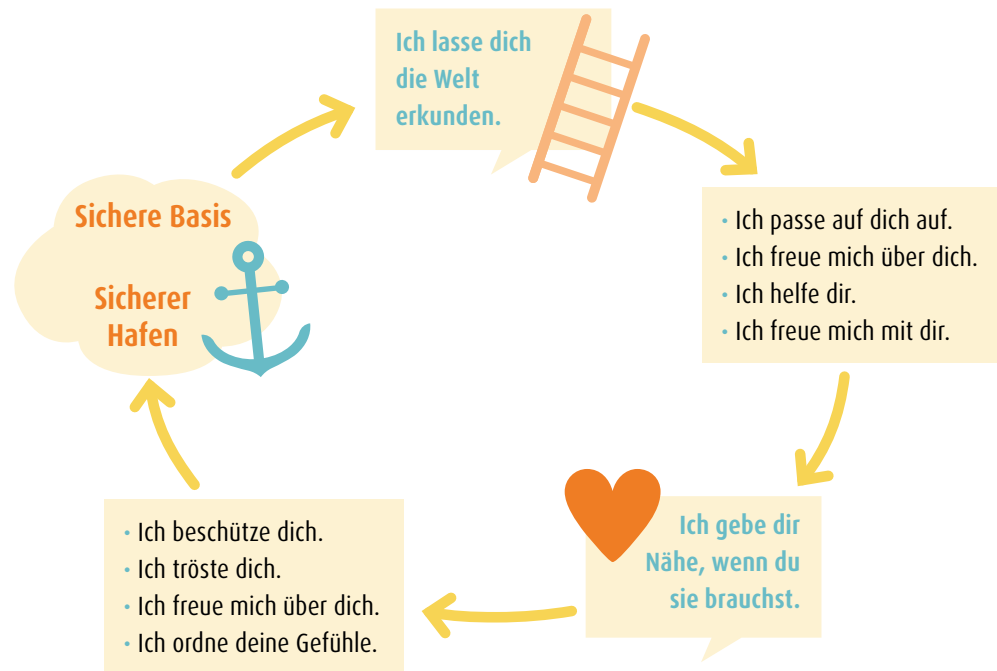 Ich lasse dich
die Welt
erkunden.
Sichere Basis
Sicherer
Hafen
· Ich passe auf dich auf.
· Ich freue mich über dich.
· Ich helfe dir.
· Ich freue mich mit dir.
Ich gebe dir
Nähe, wenn du
sie brauchst.
· Ich beschütze dich.
· Ich tröste dich.
· Ich freue mich über dich.
· Ich ordne deine Gefühle.